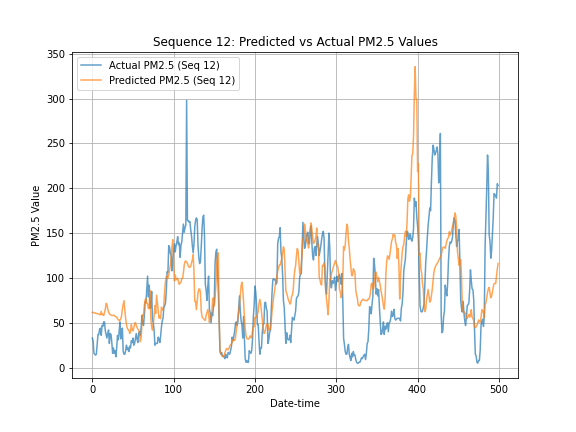 Sequence 12: Predicted vs Actual PM2.5 Values
Actual PM2.5 (Seq 12)
Predicted PM2.5 (Seq 12)
PM2.5 Value
350
300
250
200
150
100
50
0
0 100 200 300 400 500
Date-time